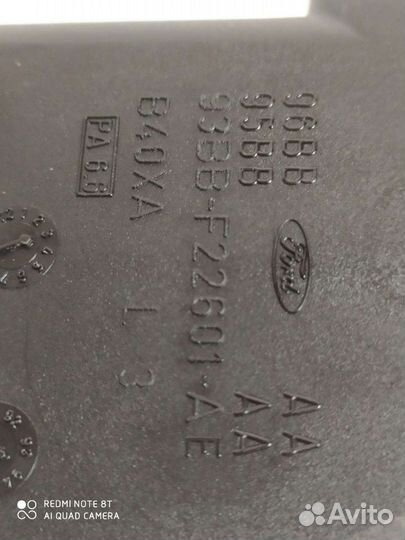 96BB AA
95BB AA
93BB-F22601-AE
B40XA L 3
PA 6,6
Ford
REDMI NOTE 8T
AI QUAD CAMERA
Avito